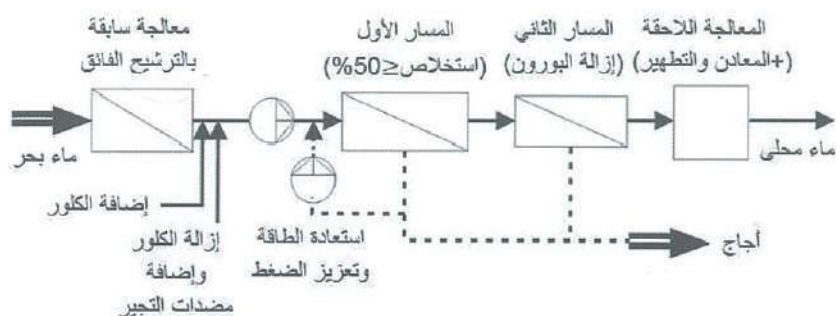 معالجة سابقة
بالترشيح الفائق
المسار الأول
(استخلاص≥50%)
المسار الثاني
(إزالة البورون)
المعالجة اللاحقة
(+المعادن والتطهير)
ماء بحر
ماء محلى
إضافة الكلور
إزالة الكلور
وإضافة
مضدات التجير
استعادة الطاقة
وتعزيز الضغط
أجاج